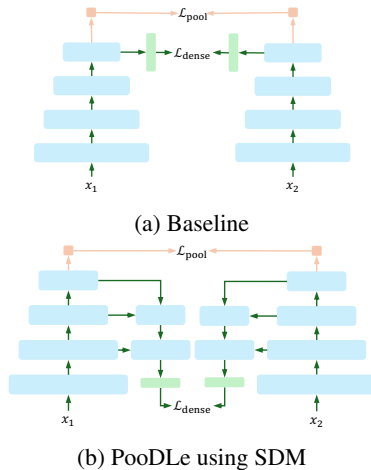 ℒpool
ℒdense
x₁ x₂
(a) Baseline
ℒpool
ℒdense
x₁ x₂
(b) PooDLe using SDM